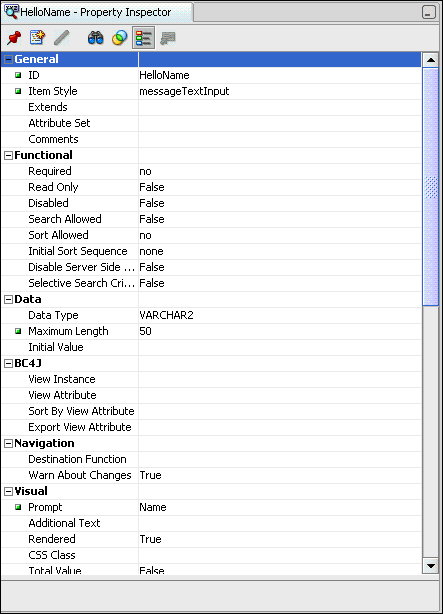 HelloName - Property Inspector
General
ID HelloName
Item Style messageTextInput
Extends
Attribute Set
Comments
Functional
Required no
Read Only False
Disabled False
Search Allowed False
Sort Allowed no
Initial Sort Sequence none
Disable Server Side ... False
Selective Search Cri... False
Data
Data Type VARCHAR2
Maximum Length 50
Initial Value
BC4J
View Instance
View Attribute
Sort By View Attribute
Export View Attribute
Navigation
Destination Function
Warn About Changes True
Visual
Prompt Name
Additional Text
Rendered True
CSS Class
Total Value False